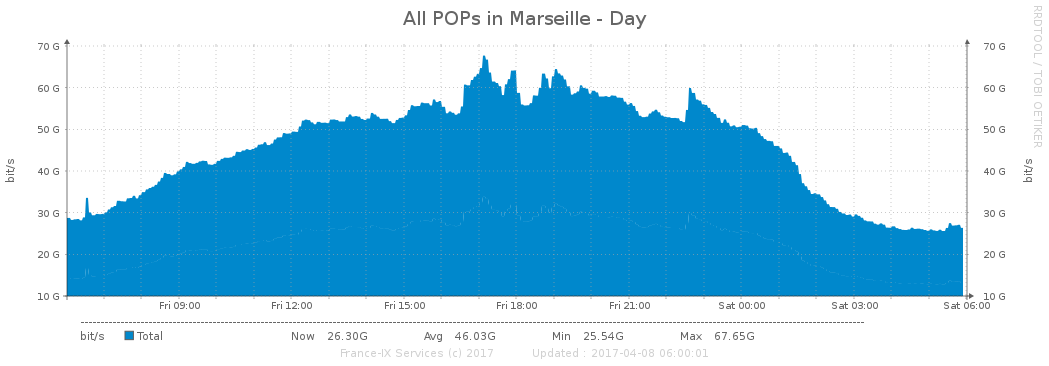 All POPs in Marseille - Day
RRDTOOL / TOBI OETIKER
bit/s
70 G 70 G
60 G 60 G
50 G 50 G
40 G 40 G
30 G 30 G
20 G 20 G
10 G 10 G
bit/s
Fri 09:00 Fri 12:00 Fri 15:00 Fri 18:00 Fri 21:00 Sat 00:00 Sat 03:00 Sat 06:00
bit/s Total Now 26.30G Avg 46.03G Min 25.54G Max 67.65G
France-IX Services (c) 2017 Updated : 2017-04-08 06:00:01